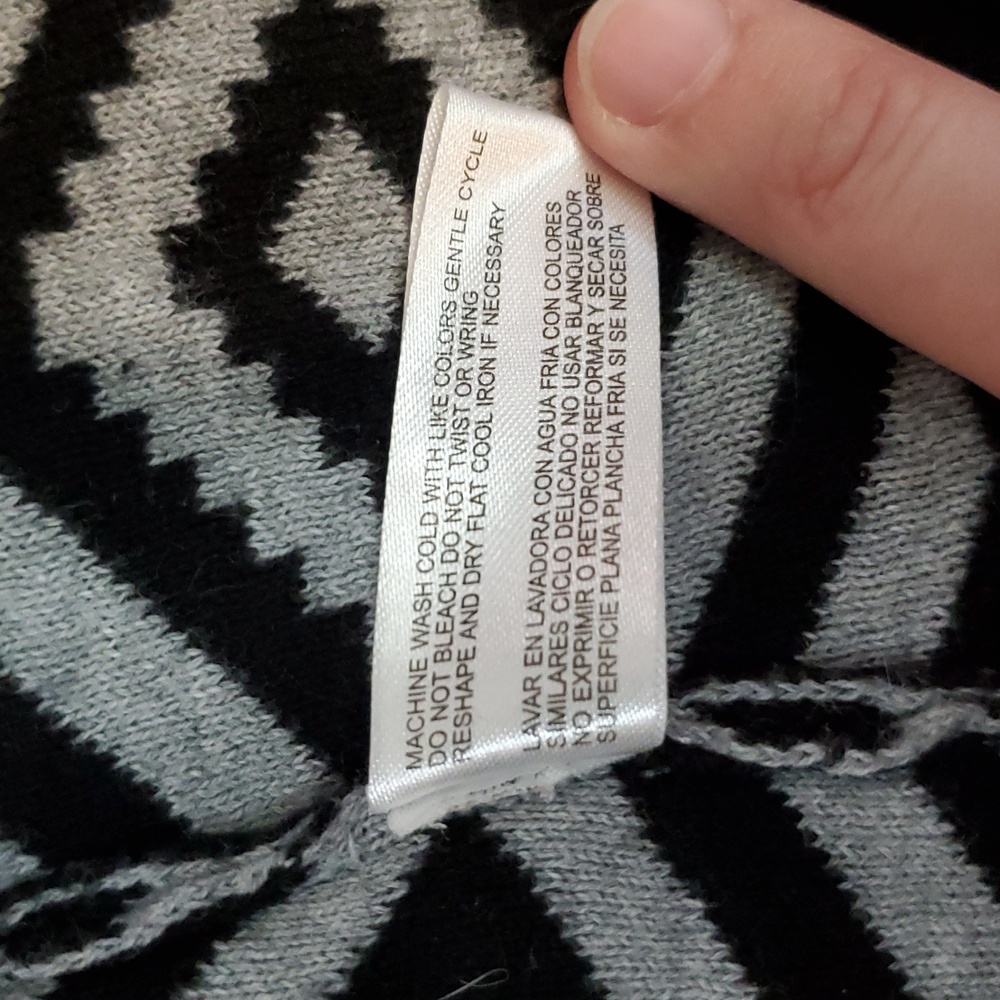 MACHINE WASH COLD WITH LIKE COLORS GENTLE CYCLE
DO NOT BLEACH DO NOT TWIST OR WRING
RESHAPE AND DRY FLAT COOL IRON IF NECESSARY
LAVAR EN LAVADORA CON AGUA FRIA CON COLORES
SIMILARES CICLO DELICADO NO USAR BLANQUEADOR
NO EXPRIMIR O RETORCER REFORMAR Y SECAR SOBRE
SUPERFICIE PLANA PLANCHA FRIA SI SE NECESITA